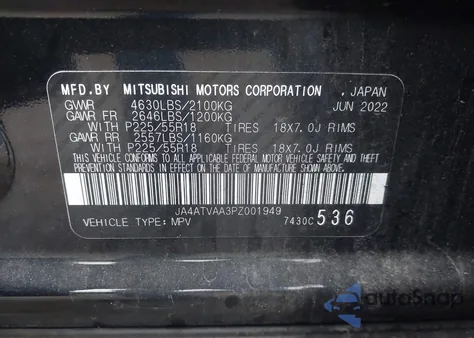 MFD.BY MITSUBISHI MOTORS CORPORATION , JAPAN
GVWR 4630LBS/2100KG JUN 2022
GAWR FR 2646LBS/1200KG
WITH P225/55R18 TIRES 18X7.0J RIMS
GAWR RR 2557LBS/1160KG
WITH P225/55R18 TIRES 18X7.0J RIMS
THIS VEHICLE CONFORMS TO ALL APPLICABLE
FEDERAL MOTOR VEHICLE SAFETY AND THEFT
PREVENTION STANDARDS IN EFFECT ON THE DATE
OF MANUFACTURE SHOWN ABOVE.
JA4ATVAA3PZ001949
VEHICLE TYPE: MPV 7430C 536
autoSnap